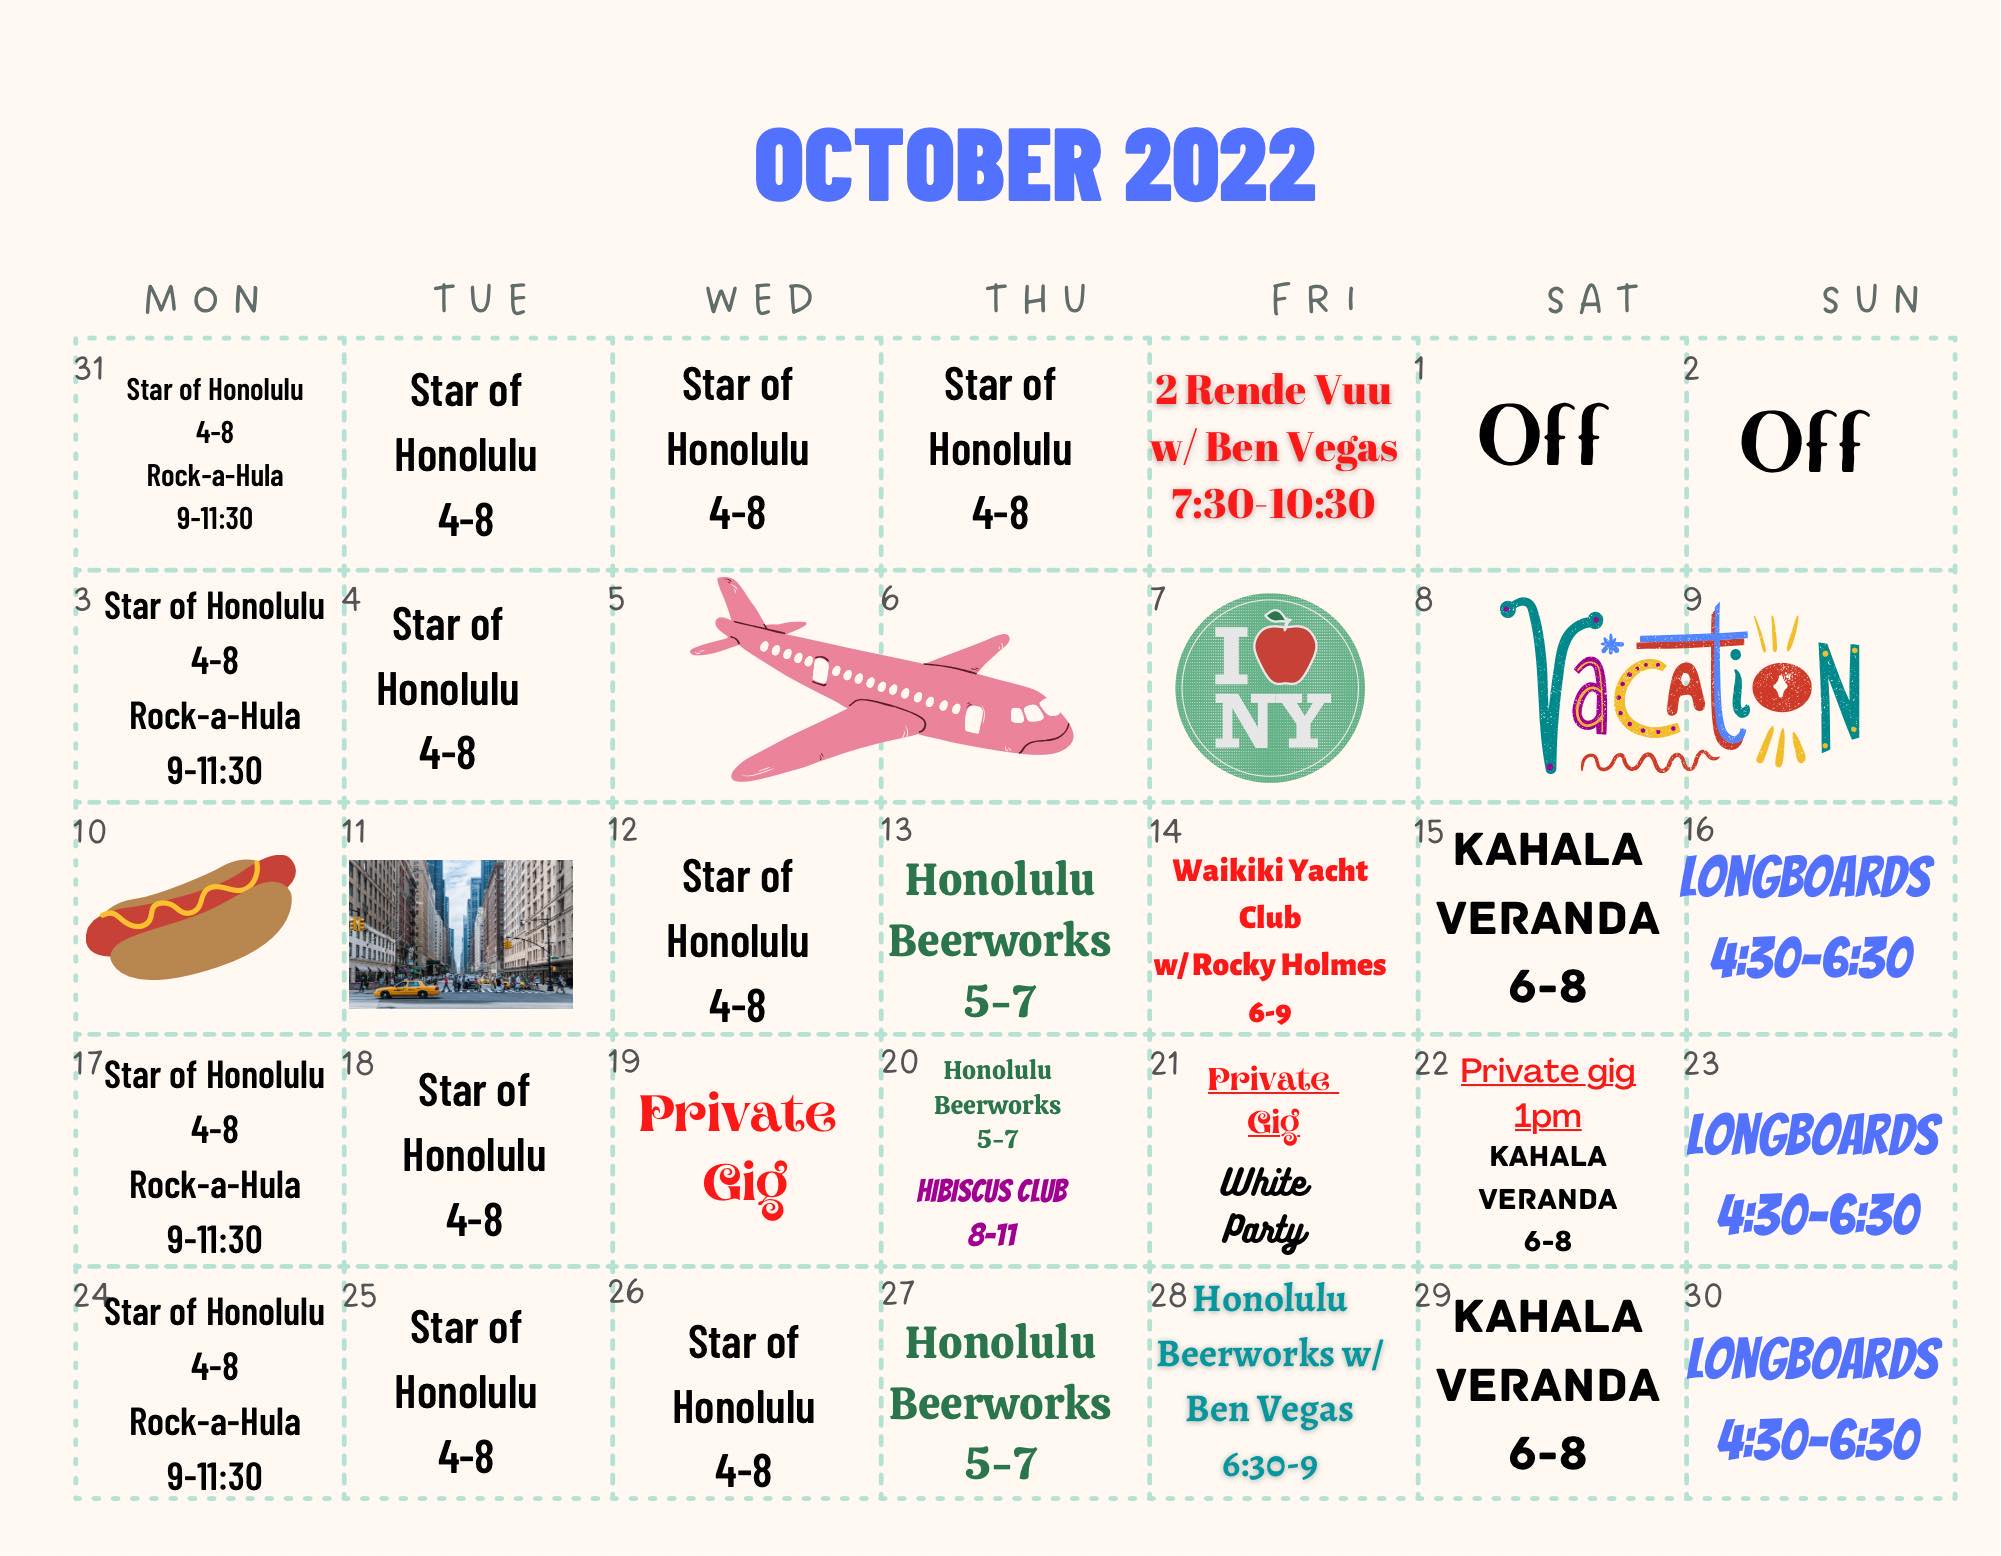 OCTOBER 2022
MON TUE WED THU FRI SAT SUN
31
Star of Honolulu
4-8
Rock-a-Hula
9-11:30
Star of
Honolulu
4-8
Star of
Honolulu
4-8
Star of
Honolulu
4-8
2 Rende Vuu
w/ Ben Vegas
7:30-10:30
1
Off
2
Off
3
Star of Honolulu
4-8
Rock-a-Hula
9-11:30
4
Star of
Honolulu
4-8
5
6
7
I
NY
8
VacatioN
9
10
11
12
Star of
Honolulu
4-8
13
Honolulu
Beerworks
5-7
14
Waikiki Yacht
Club
w/ Rocky Holmes
6-9
15
KAHALA
VERANDA
6-8
16
LONGBOARDS
4:30-6:30
17
Star of Honolulu
4-8
Rock-a-Hula
9-11:30
18
Star of
Honolulu
4-8
19
Private
Gig
20
Honolulu
Beerworks
5-7
HIBISCUS CLUB
8-11
21
Private
Gig
White
Party
22
Private gig
1pm
KAHALA
VERANDA
6-8
23
LONGBOARDS
4:30-6:30
24
Star of Honolulu
4-8
Rock-a-Hula
9-11:30
25
Star of
Honolulu
4-8
26
Star of
Honolulu
4-8
27
Honolulu
Beerworks
5-7
28
Honolulu
Beerworks w/
Ben Vegas
6:30-9
29
KAHALA
VERANDA
6-8
30
LONGBOARDS
4:30-6:30